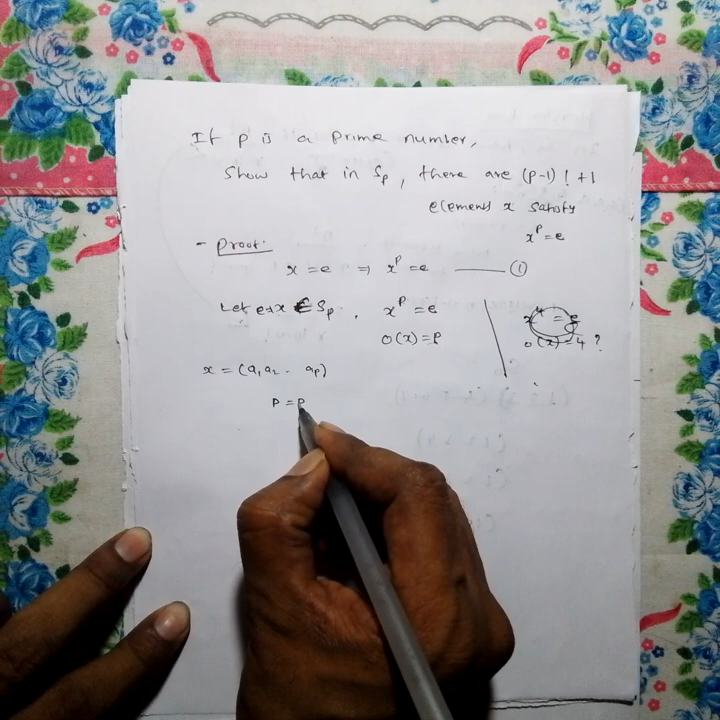 If p is a prime number,
Show that in Sp, there are (p-1)! +1
elements x satisfy
x^p = e
- Proof:
x = e ⇒ x^p = e —— ①
Let e≠x ∈ Sp, x^p = e
x^4 = e
O(x) = p
O(x) = 4 ?
x = (a1 a2 .. ap)
P = P